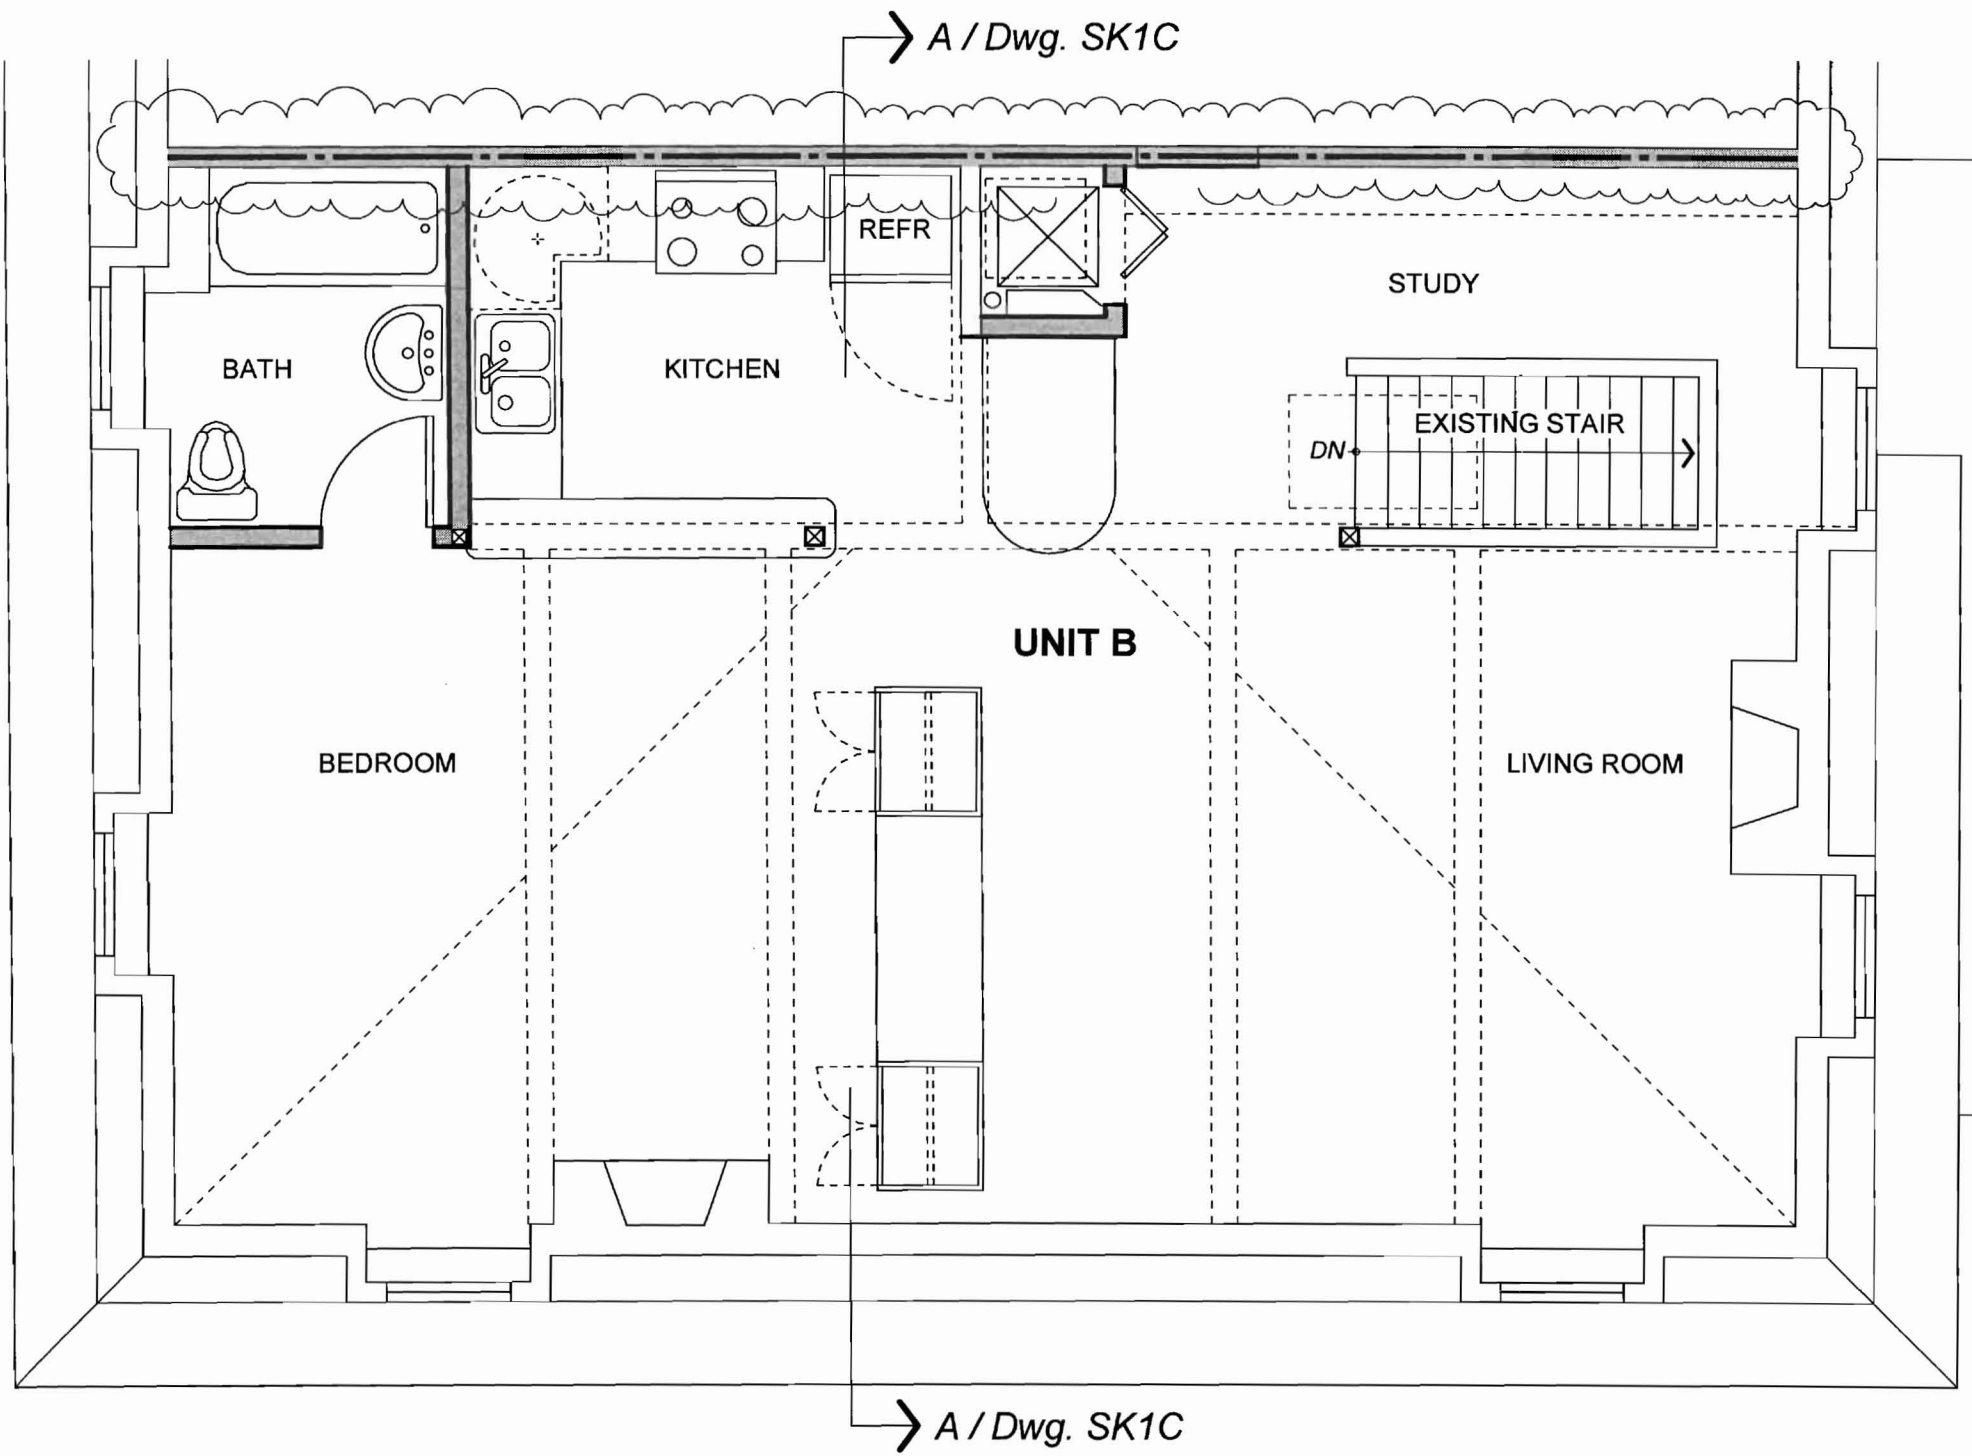 A / Dwg. SK1C
REFR
STUDY
BATH
KITCHEN
EXISTING STAIR
DN
UNIT B
BEDROOM
LIVING ROOM
A / Dwg. SK1C